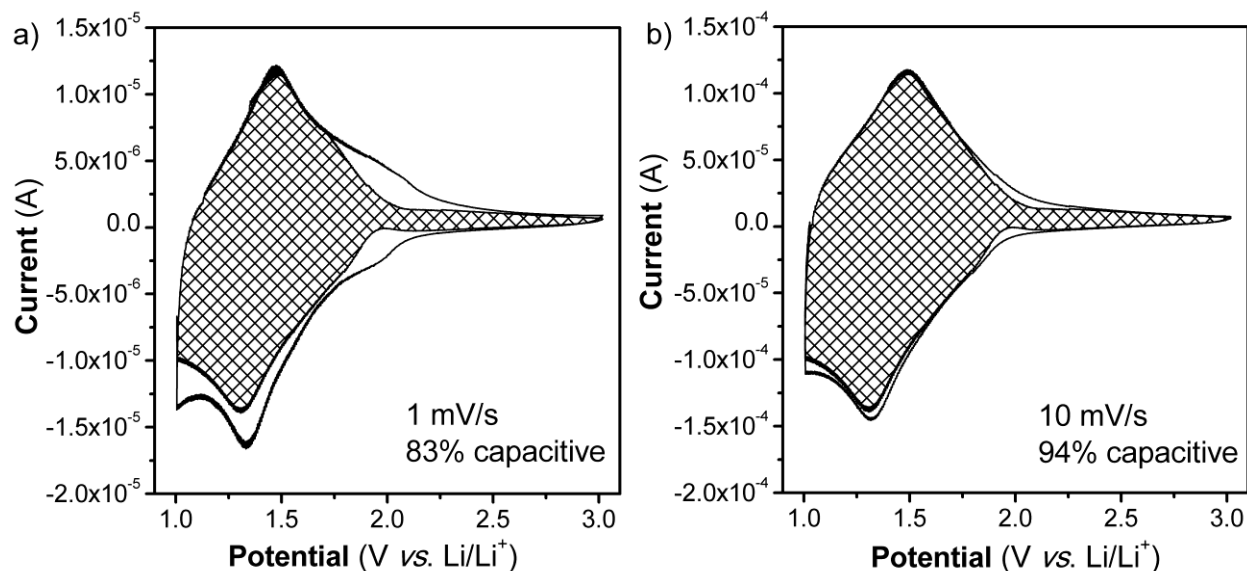 a)
1.5x10⁻⁵
1.0x10⁻⁵
5.0x10⁻⁶
0.0
-5.0x10⁻⁶
-1.0x10⁻⁵
-1.5x10⁻⁵
-2.0x10⁻⁵
Current (A)
1 mV/s
83% capacitive
1.0 1.5 2.0 2.5 3.0
Potential (V vs. Li/Li⁺)
b)
1.5x10⁻⁴
1.0x10⁻⁴
5.0x10⁻⁵
0.0
-5.0x10⁻⁵
-1.0x10⁻⁴
-1.5x10⁻⁴
-2.0x10⁻⁴
Current (A)
10 mV/s
94% capacitive
1.0 1.5 2.0 2.5 3.0
Potential (V vs. Li/Li⁺)